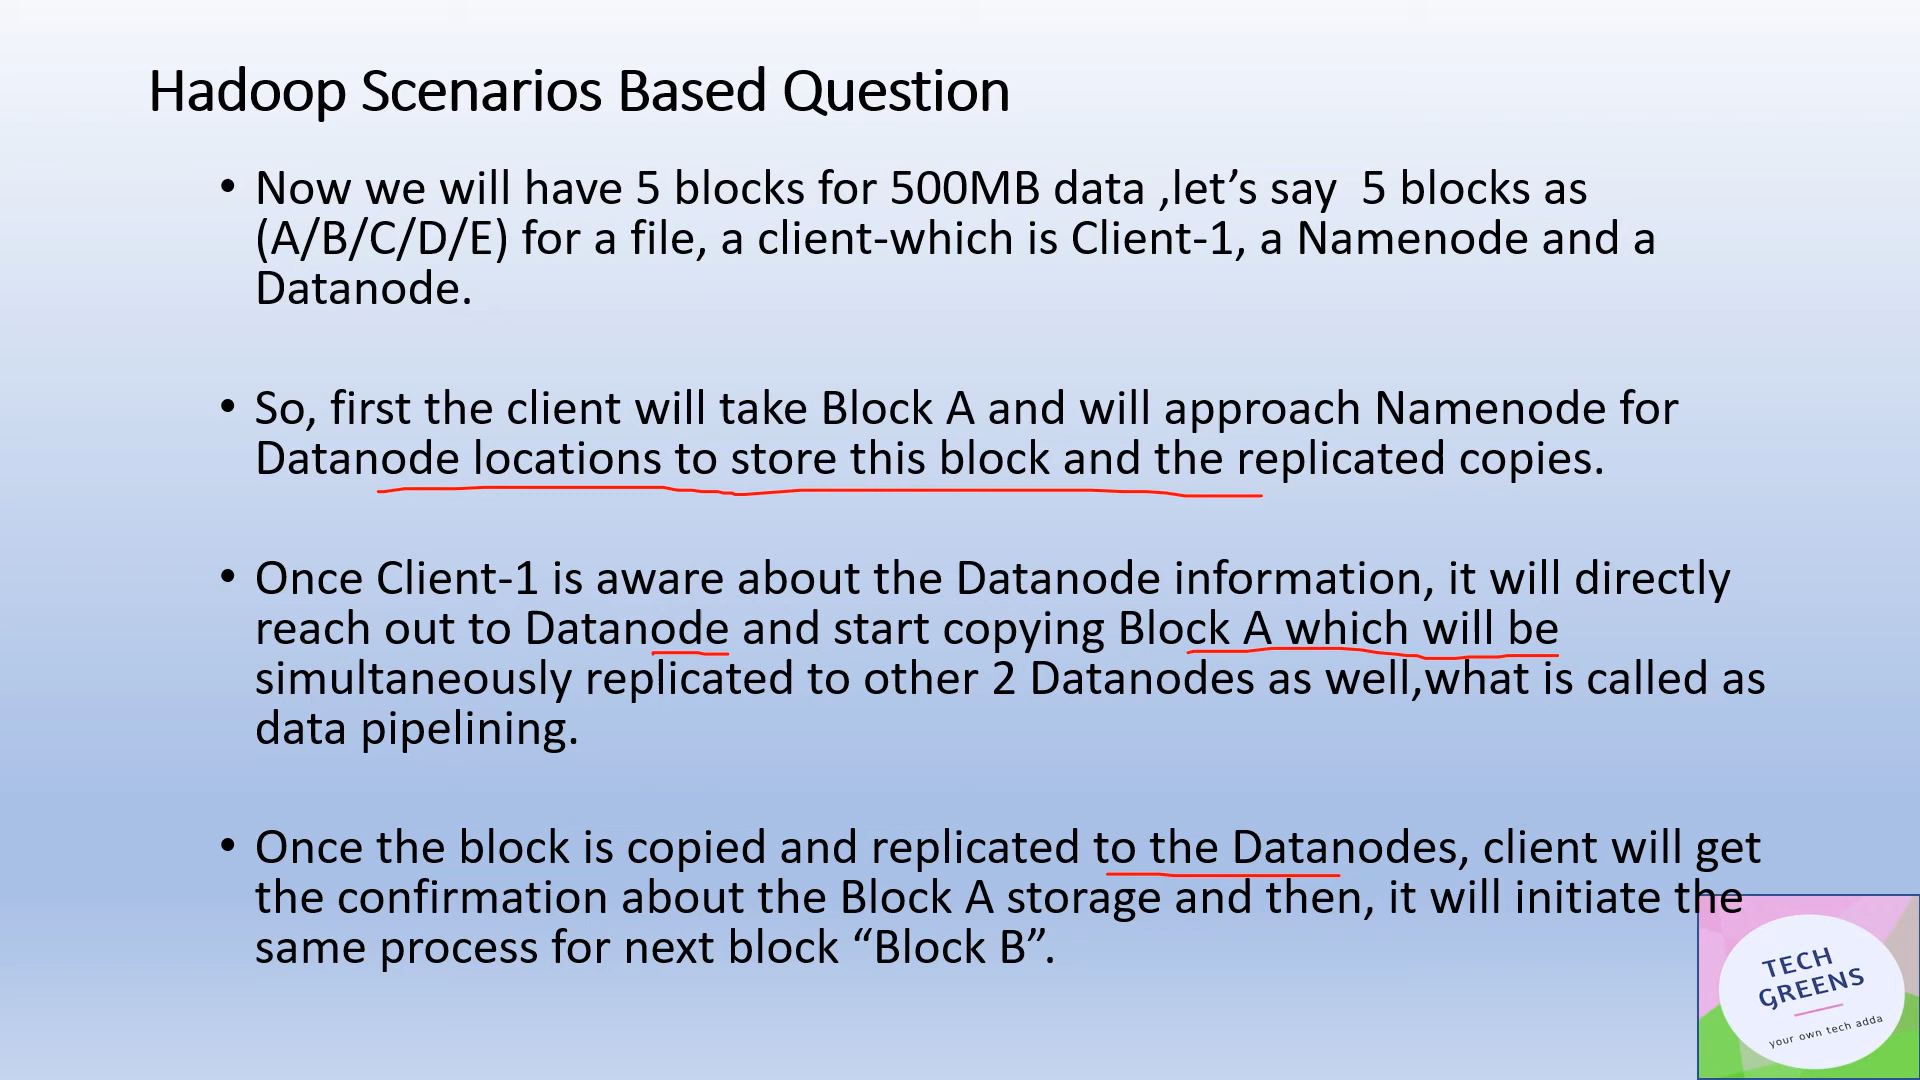 Hadoop Scenarios Based Question
• Now we will have 5 blocks for 500MB data ,let’s say  5 blocks as
(A/B/C/D/E) for a file, a client-which is Client-1, a Namenode and a
Datanode.
• So, first the client will take Block A and will approach Namenode for
Datanode locations to store this block and the replicated copies.
• Once Client-1 is aware about the Datanode information, it will directly
reach out to Datanode and start copying Block A which will be
simultaneously replicated to other 2 Datanodes as well,what is called as
data pipelining.
• Once the block is copied and replicated to the Datanodes, client will get
the confirmation about the Block A storage and then, it will initiate the
same process for next block “Block B”.
TECH
GREENS
your own tech adda